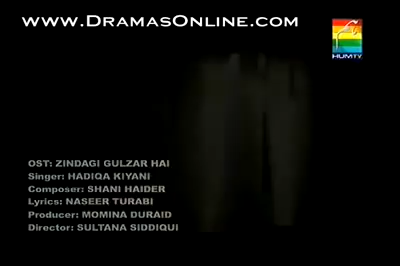 www.DramasOnline.com
HUMTV
OST: ZINDAGI GULZAR HAI
Singer: HADIQA KIYANI
Composer: SHANI HAIDER
Lyrics: NASEER TURABI
Producer: MOMINA DURAID
Director: SULTANA SIDDIQUI